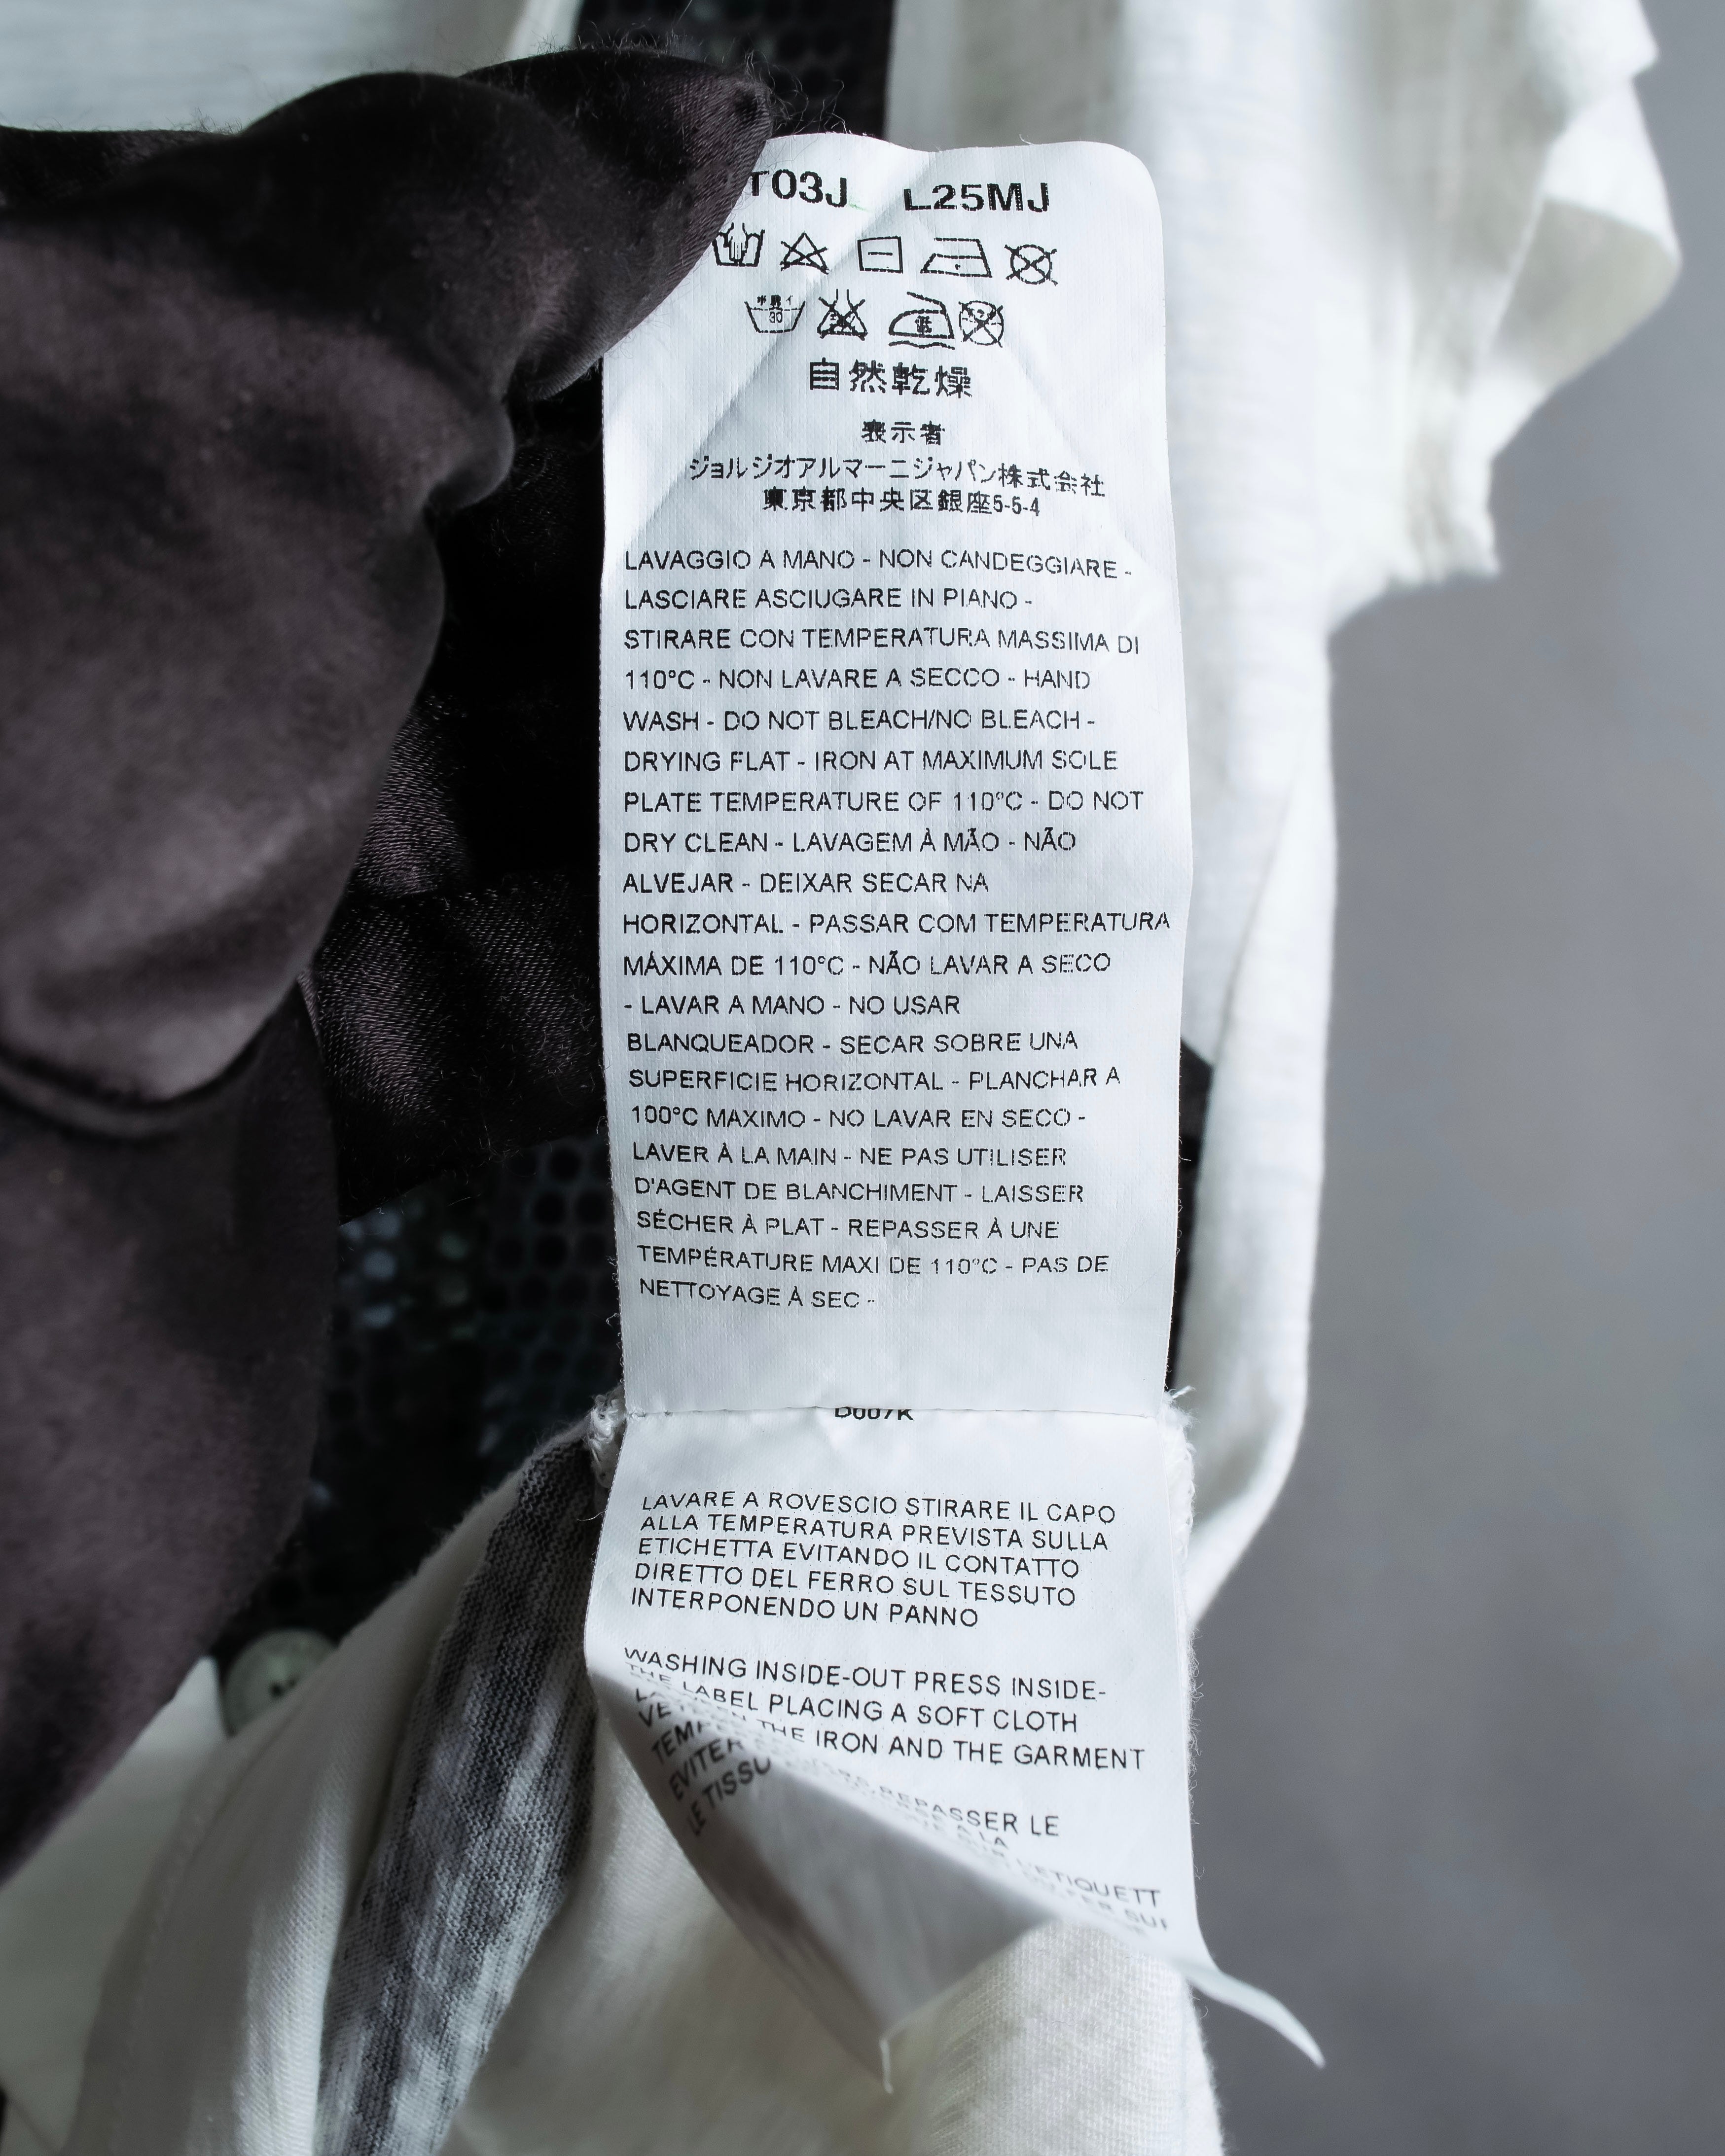 T03J L25MJ
中性
30
自然乾燥
表示者
ジョルジオアルマーニジャパン株式会社
東京都中央区銀座5-5-4
LAVAGGIO A MANO - NON CANDEGGIARE -
LASCIARE ASCIUGARE IN PIANO -
STIRARE CON TEMPERATURA MASSIMA DI
110°C - NON LAVARE A SECCO - HAND
WASH - DO NOT BLEACH/NO BLEACH -
DRYING FLAT - IRON AT MAXIMUM SOLE
PLATE TEMPERATURE OF 110°C - DO NOT
DRY CLEAN - LAVAGEM À MÃO - NÃO
ALVEJAR - DEIXAR SECAR NA
HORIZONTAL - PASSAR COM TEMPERATURA
MÁXIMA DE 110°C - NÃO LAVAR A SECO
- LAVAR A MANO - NO USAR
BLANQUEADOR - SECAR SOBRE UNA
SUPERFICIE HORIZONTAL - PLANCHAR A
100°C MAXIMO - NO LAVAR EN SECO -
LAVER À LA MAIN - NE PAS UTILISER
D'AGENT DE BLANCHIMENT - LAISSER
SÉCHER À PLAT - REPASSER À UNE
TEMPÉRATURE MAXI DE 110°C - PAS DE
NETTOYAGE À SEC -
LAVARE A ROVESCIO STIRARE IL CAPO
ALLA TEMPERATURA PREVISTA SULLA
ETICHETTA EVITANDO IL CONTATTO
DIRETTO DEL FERRO SUL TESSUTO
INTERPONENDO UN PANNO
WASHING INSIDE-OUT PRESS INSIDE-
LABEL PLACING A SOFT CLOTH
THE IRON AND THE GARMENT
REPASSER LE
A LA
EVITER
LE TISSU